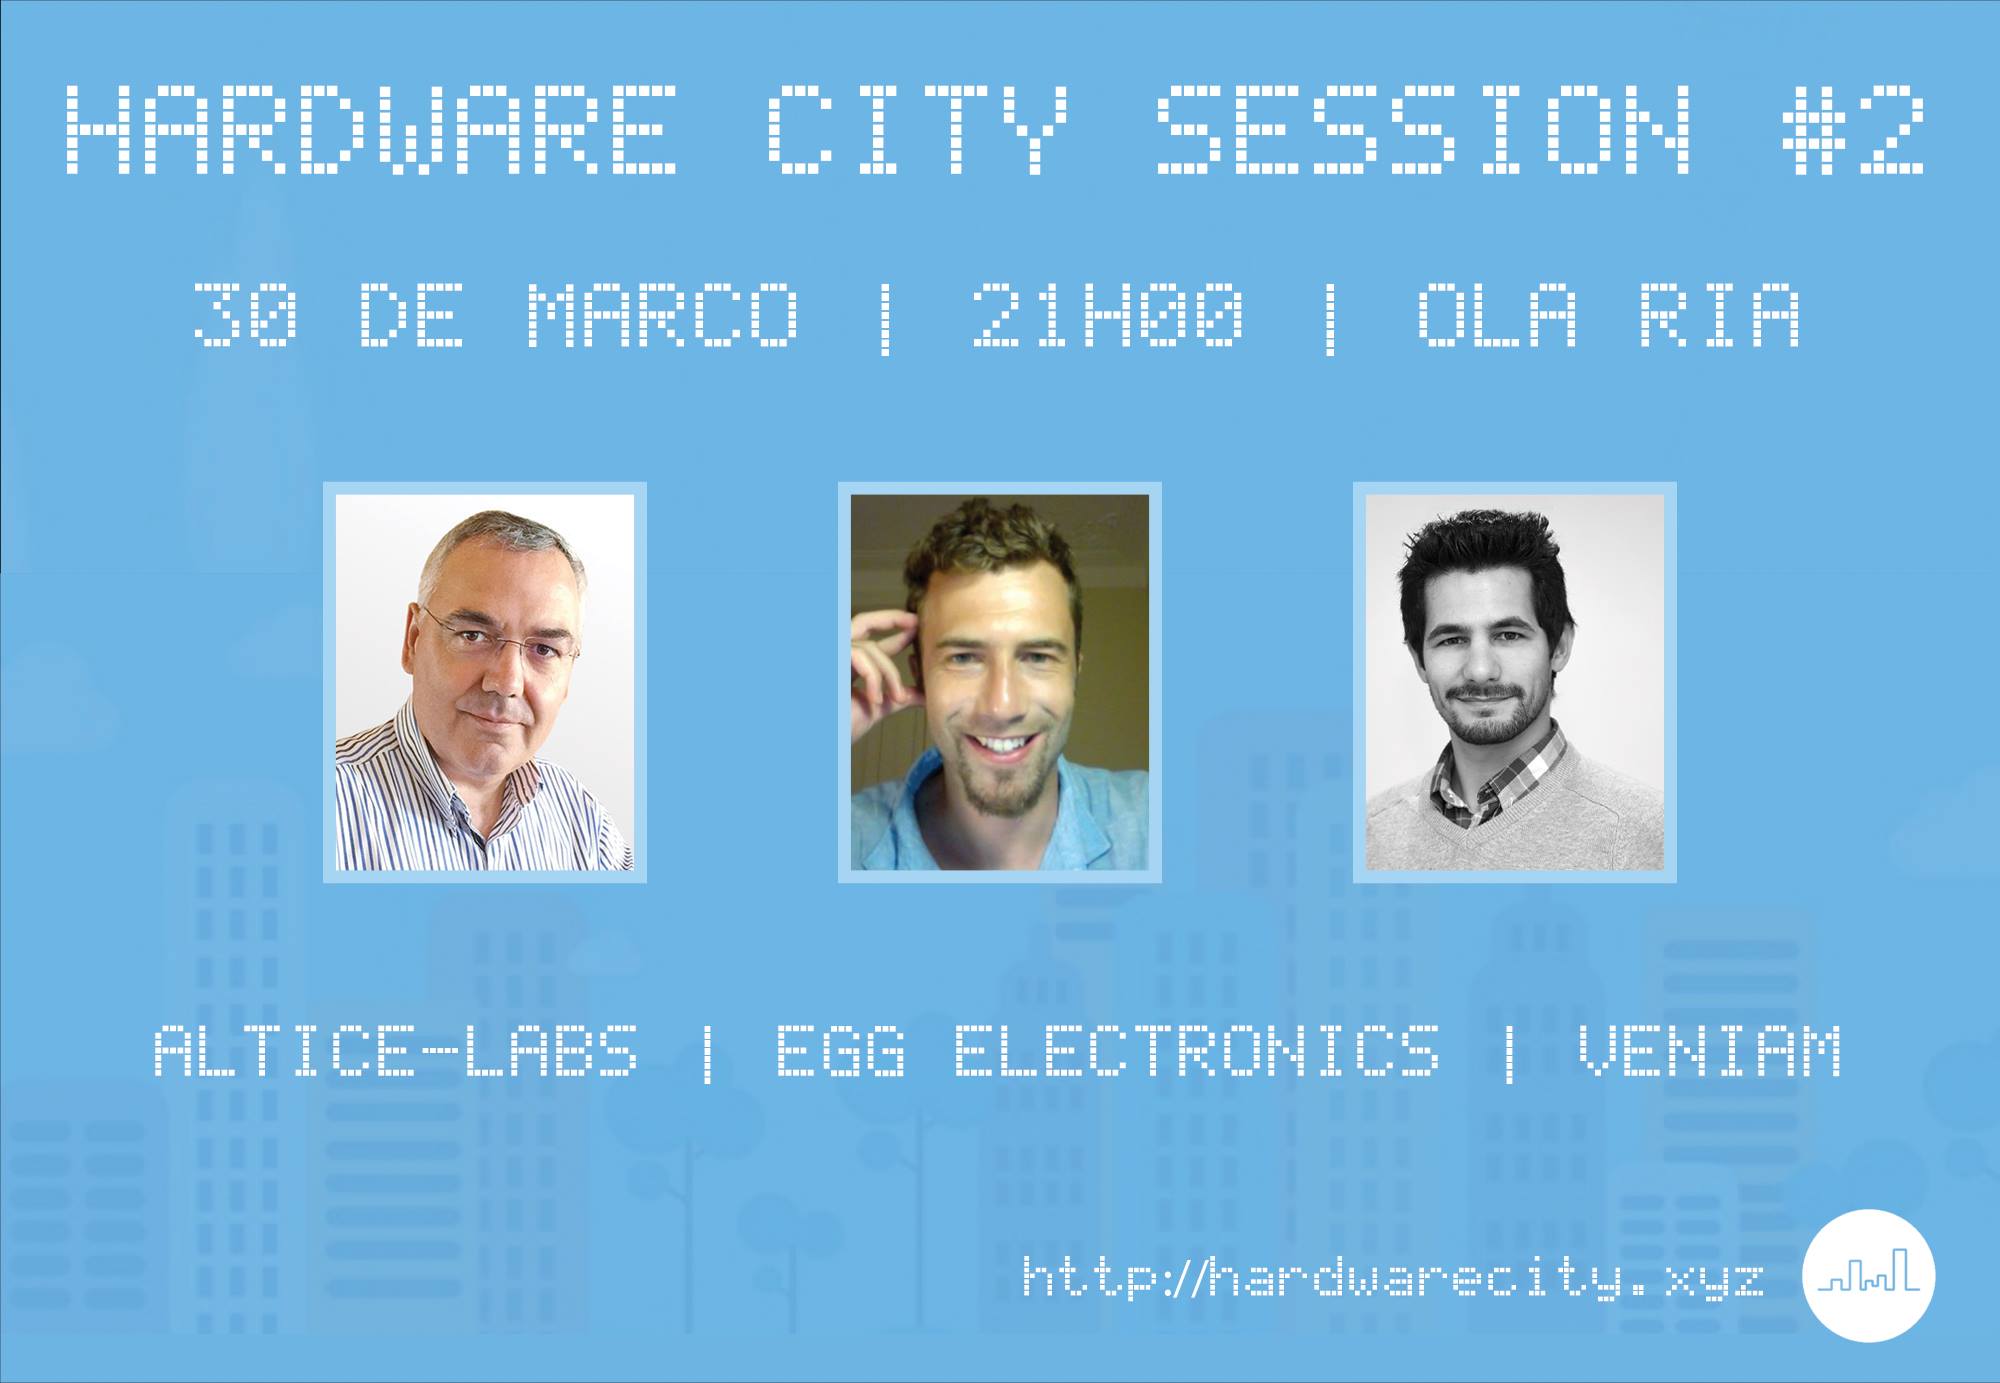 HARDWARE CITY SESSION #2
30 DE MARCO | 21H00 | OLA RIA
ALTICE-LABS | EGG ELECTRONICS | VENIAM
http://hardwarecity.xyz